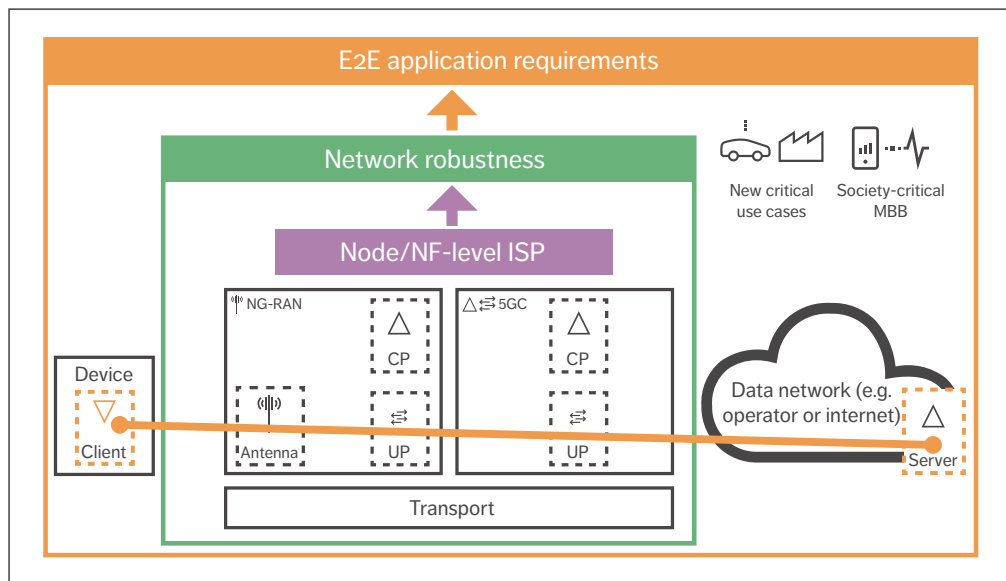 E2E application requirements
Network robustness
New critical
use cases
Society-critical
MBB
Node/NF-level ISP
NG-RAN
CP
5GC
CP
Device
Client
Antenna
UP
UP
Data network (e.g.
operator or internet)
Server
Transport